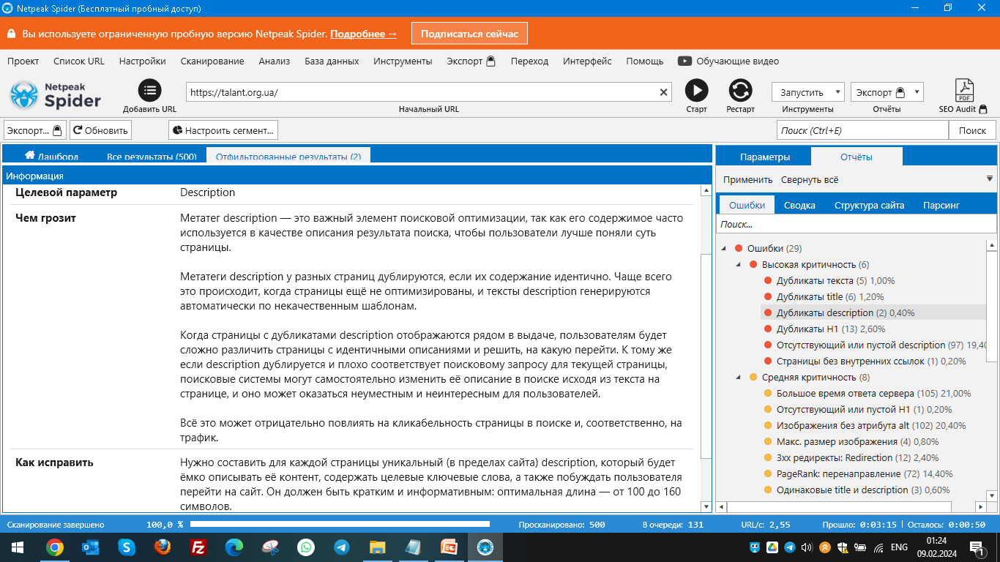 Netpeak Spider (Бесплатный пробный доступ)
Вы используете ограниченную пробную версию Netpeak Spider. Подробнее → Подписаться сейчас
Проект Список URL Настройки Сканирование Анализ База данных Инструменты Экспорт Переход Интерфейс Помощь Обучающие видео
Netpeak
Spider
https://talant.org.ua/
Запустить Экспорт
PDF
Добавить URL Начальный URL Старт Рестарт Инструменты Отчёты SEO Audit
Экспорт... Обновить Настроить сегмент... Поиск (Ctrl+E) Поиск
Дашборд Все результаты (500) Отфильтрованные результаты (2)
Информация
Целевой параметр Description
Чем грозит Метатег description — это важный элемент поисковой оптимизации, так как его содержимое часто
используется в качестве описания результата поиска, чтобы пользователи лучше поняли суть
страницы.
Метатеги description у разных страниц дублируются, если их содержание идентично. Чаще всего
это происходит, когда страницы ещё не оптимизированы, и тексты description генерируются
автоматически по некачественным шаблонам.
Когда страницы с дубликатами description отображаются рядом в выдаче, пользователям будет
сложно различить страницы с идентичными описаниями и решить, на какую перейти. К тому же
если description дублируется и плохо соответствует поисковому запросу для текущей страницы,
поисковые системы могут самостоятельно изменить её описание в поиске исходя из текста на
странице, и оно может оказаться неуместным и неинтересным для пользователей.
Всё это может отрицательно повлиять на кликабельность страницы в поиске и, соответственно, на
трафик.
Как исправить Нужно составить для каждой страницы уникальный (в пределах сайта) description, который будет
ёмко описывать её контент, содержать целевые ключевые слова, а также побуждать пользователя
перейти на сайт. Он должен быть кратким и информативным: оптимальная длина — от 100 до 160
символов.
Параметры Отчёты
Применить Свернуть всё
Ошибки Сводка Структура сайта Парсинг
Поиск...
Ошибки (29)
Высокая критичность (6)
Дубликаты текста (5) 1,00%
Дубликаты title (6) 1,20%
Дубликаты description (2) 0,40%
Дубликаты H1 (13) 2,60%
Отсутствующий или пустой description (97) 19,40
Страницы без внутренних ссылок (1) 0,20%
Средняя критичность (8)
Большое время ответа сервера (105) 21,00%
Отсутствующий или пустой H1 (1) 0,20%
Изображения без атрибута alt (102) 20,40%
Макс. размер изображения (4) 0,80%
3xx редиректы: Redirection (12) 2,40%
PageRank: перенаправление (72) 14,40%
Одинаковые title и description (3) 0,60%
Сканирование завершено 100,0 % Просканировано: 500 В очереди: 131 URL/с: 2,55 Прошло: 0:03:15 Осталось: 0:00:50
ENG
01:24
09.02.2024
1